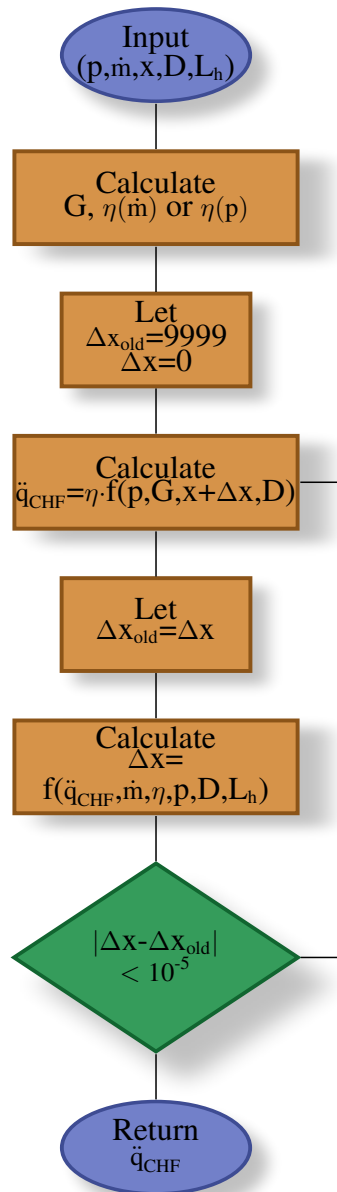 Input
(p,ṁ,x,D,Lₕ)
Calculate
G, η(ṁ) or η(p)
Let
Δx_old=9999
Δx=0
Calculate
q̈_CHF=η·f(p,G,x+Δx,D)
Let
Δx_old=Δx
Calculate
Δx=
f(q̈_CHF,ṁ,η,p,D,Lₕ)
|Δx-Δx_old|
< 10⁻⁵
Return
q̈_CHF